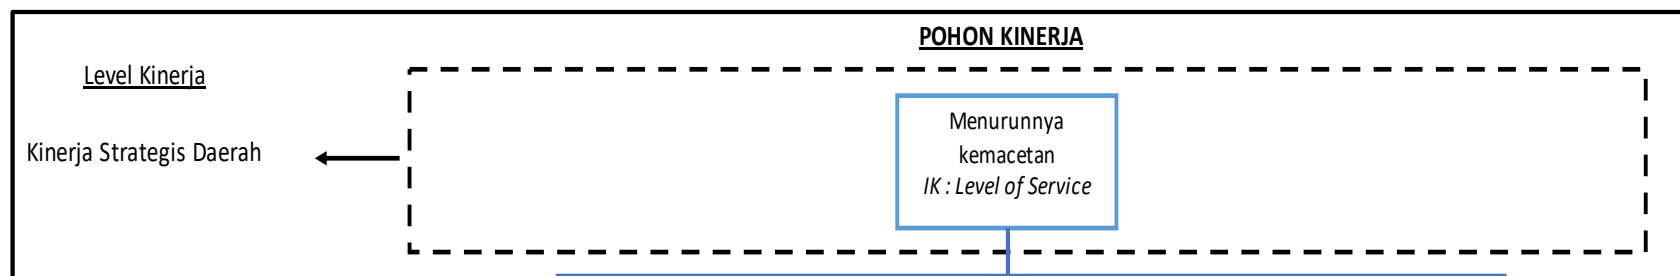 POHON KINERJA
Level Kinerja
Menurunnya
kemacetan
IK : Level of Service
Kinerja Strategis Daerah